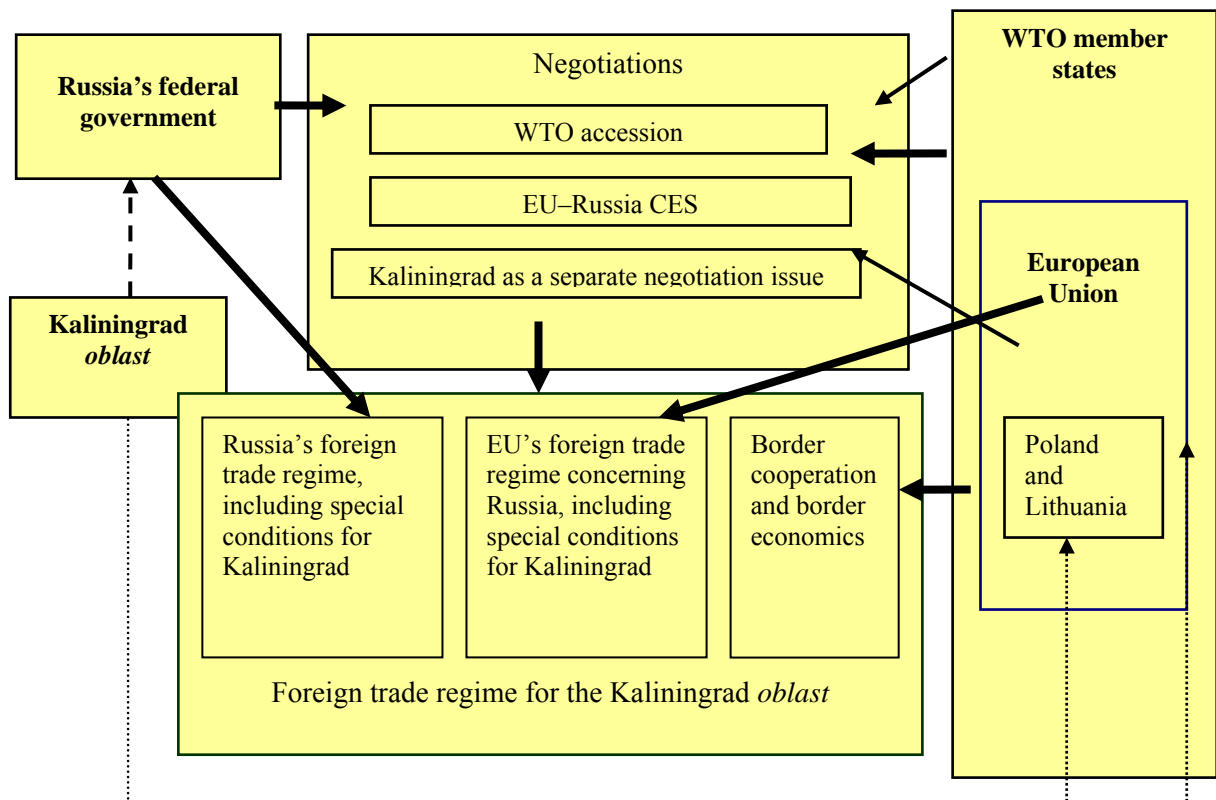 Russia's federal
government
Negotiations
WTO accession
EU–Russia CES
Kaliningrad as a separate negotiation issue
WTO member
states
European
Union
Poland
and
Lithuania
Kaliningrad
oblast
Russia's foreign
trade regime,
including special
conditions for
Kaliningrad
EU's foreign trade
regime concerning
Russia, including
special conditions
for Kaliningrad
Border
cooperation
and border
economics
Foreign trade regime for the Kaliningrad oblast